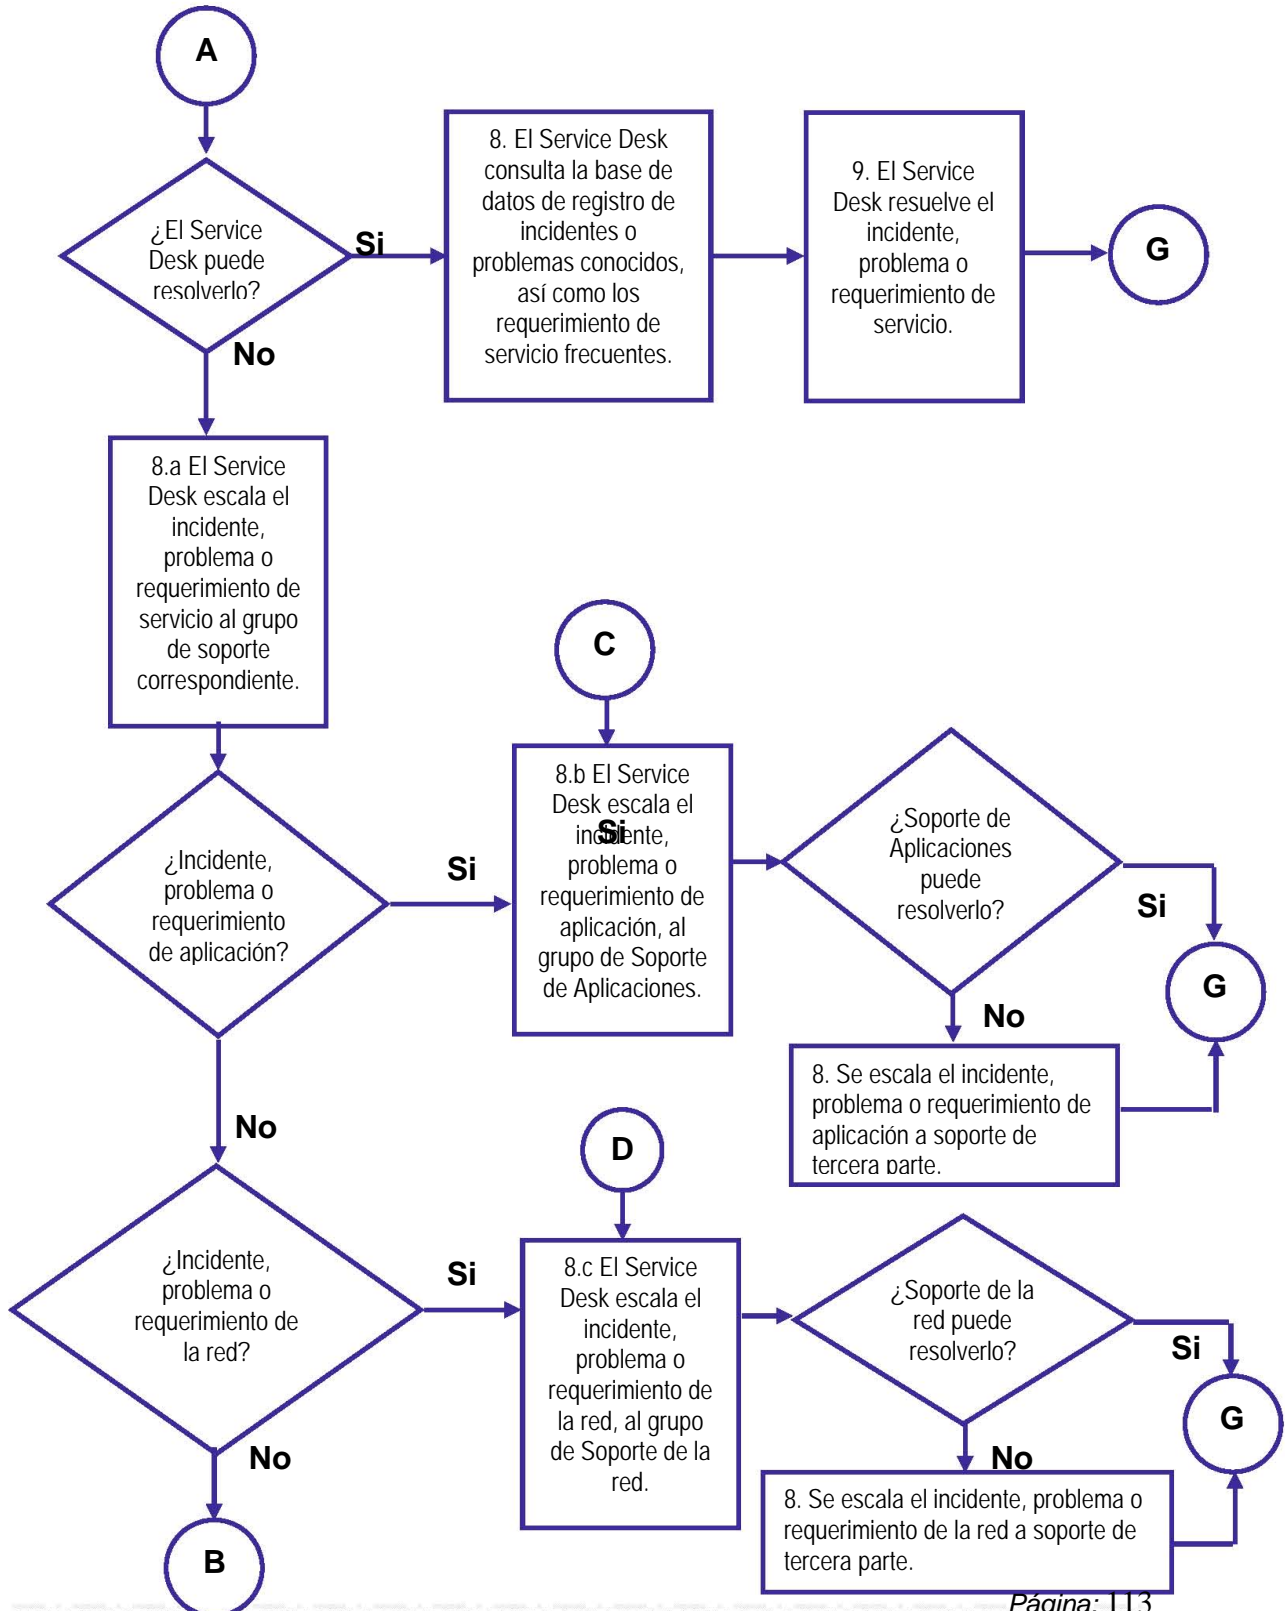 A
¿El Service
Desk puede
resolverlo?
Si
No
8. El Service Desk
consulta la base de
datos de registro de
incidentes o
problemas conocidos,
así como los
requerimiento de
servicio frecuentes.
9. El Service
Desk resuelve el
incidente,
problema o
requerimiento de
servicio.
G
8.a El Service
Desk escala el
incidente,
problema o
requerimiento de
servicio al grupo
de soporte
correspondiente.
¿Incidente,
problema o
requerimiento
de aplicación?
Si
No
C
8.b El Service
Desk escala el
incidente,
Si
problema o
requerimiento de
aplicación, al
grupo de Soporte
de Aplicaciones.
¿Soporte de
Aplicaciones
puede
resolverlo?
Si
G
No
8. Se escala el incidente,
problema o requerimiento de
aplicación a soporte de
tercera parte.
¿Incidente,
problema o
requerimiento de
la red?
Si
No
B
D
8.c El Service
Desk escala el
incidente,
problema o
requerimiento de
la red, al grupo
de Soporte de la
red.
¿Soporte de la
red puede
resolverlo?
Si
G
No
8. Se escala el incidente, problema o
requerimiento de la red a soporte de
tercera parte.
Página: 113